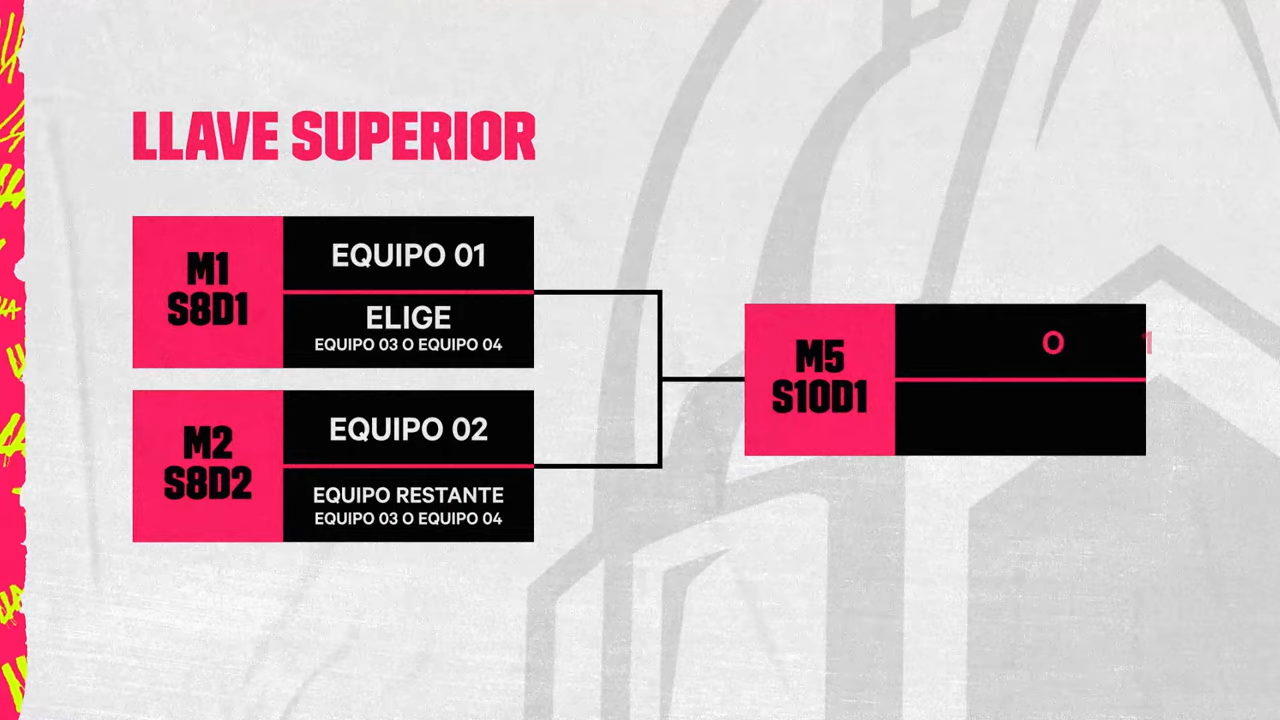 LLAVE SUPERIOR
M1
S8D1
EQUIPO 01
ELIGE
EQUIPO 03 O EQUIPO 04
M2
S8D2
EQUIPO 02
EQUIPO RESTANTE
EQUIPO 03 O EQUIPO 04
M5
S10D1
O 1